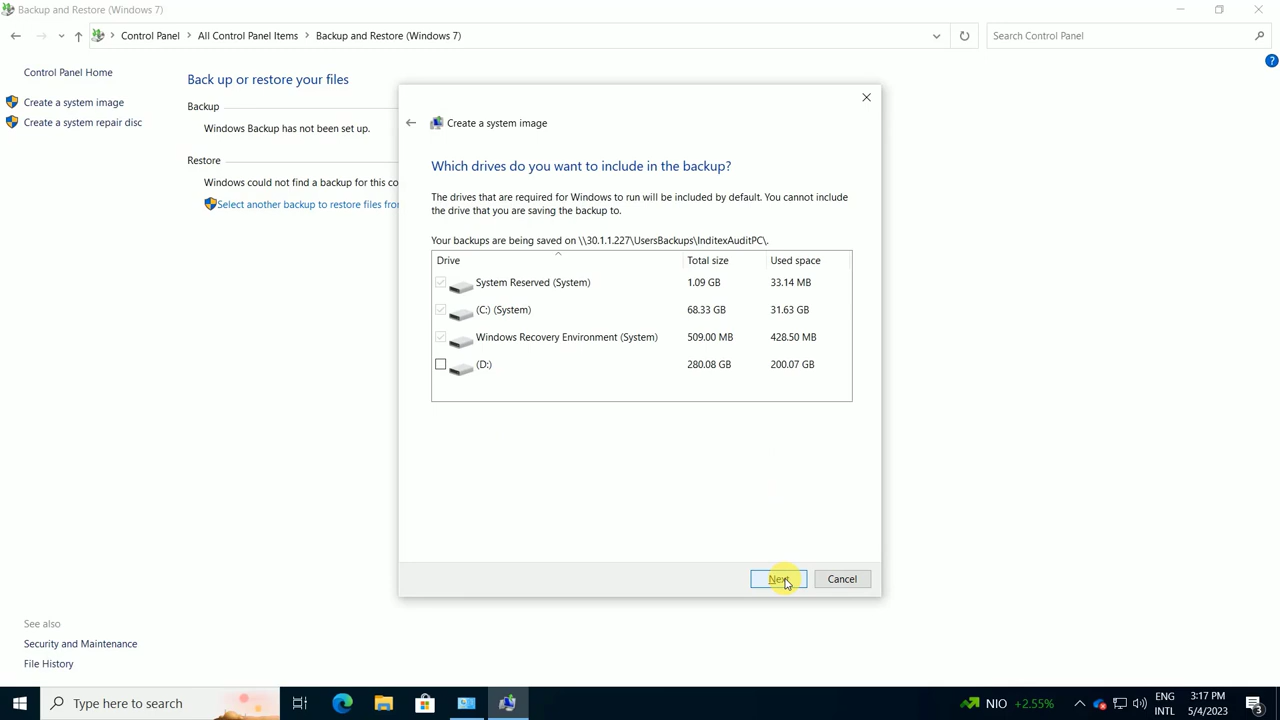 Backup and Restore (Windows 7)
Control Panel
All Control Panel Items
Backup and Restore (Windows 7)
Search Control Panel
Control Panel Home
Create a system image
Create a system repair disc
Back up or restore your files
Backup
Windows Backup has not been set up.
Restore
Windows could not find a backup for this co
Select another backup to restore files fro
Create a system image
Which drives do you want to include in the backup?
The drives that are required for Windows to run will be included by default. You cannot include
the drive that you are saving the backup to.
Your backups are being saved on \\30.1.1.227\UsersBackups\InditexAuditPC\.
Drive Total size Used space
System Reserved (System) 1.09 GB 33.14 MB
(C:) (System) 68.33 GB 31.63 GB
Windows Recovery Environment (System) 509.00 MB 428.50 MB
(D:) 280.08 GB 200.07 GB
Next Cancel
See also
Security and Maintenance
File History
Type here to search
NIO +2.55%
ENG
INTL
3:17 PM
5/4/2023
3